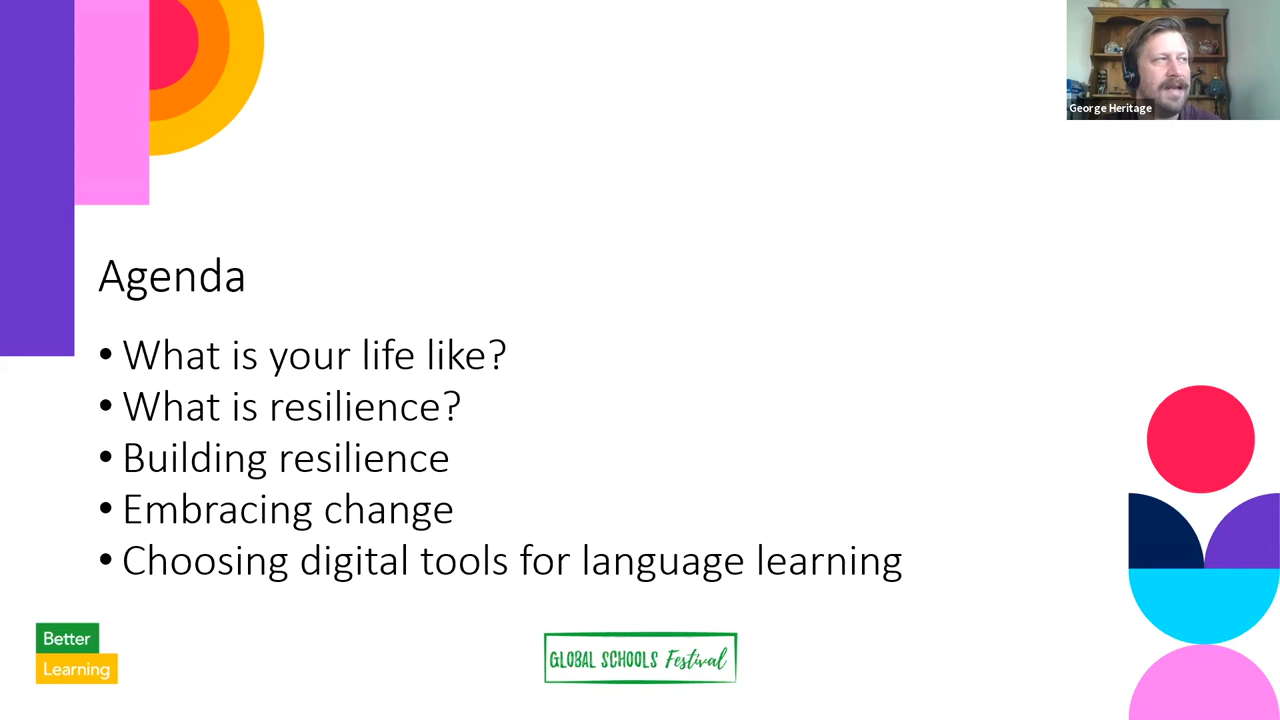 George Heritage
Agenda
• What is your life like?
• What is resilience?
• Building resilience
• Embracing change
• Choosing digital tools for language learning
Better
Learning
GLOBAL SCHOOLS Festival